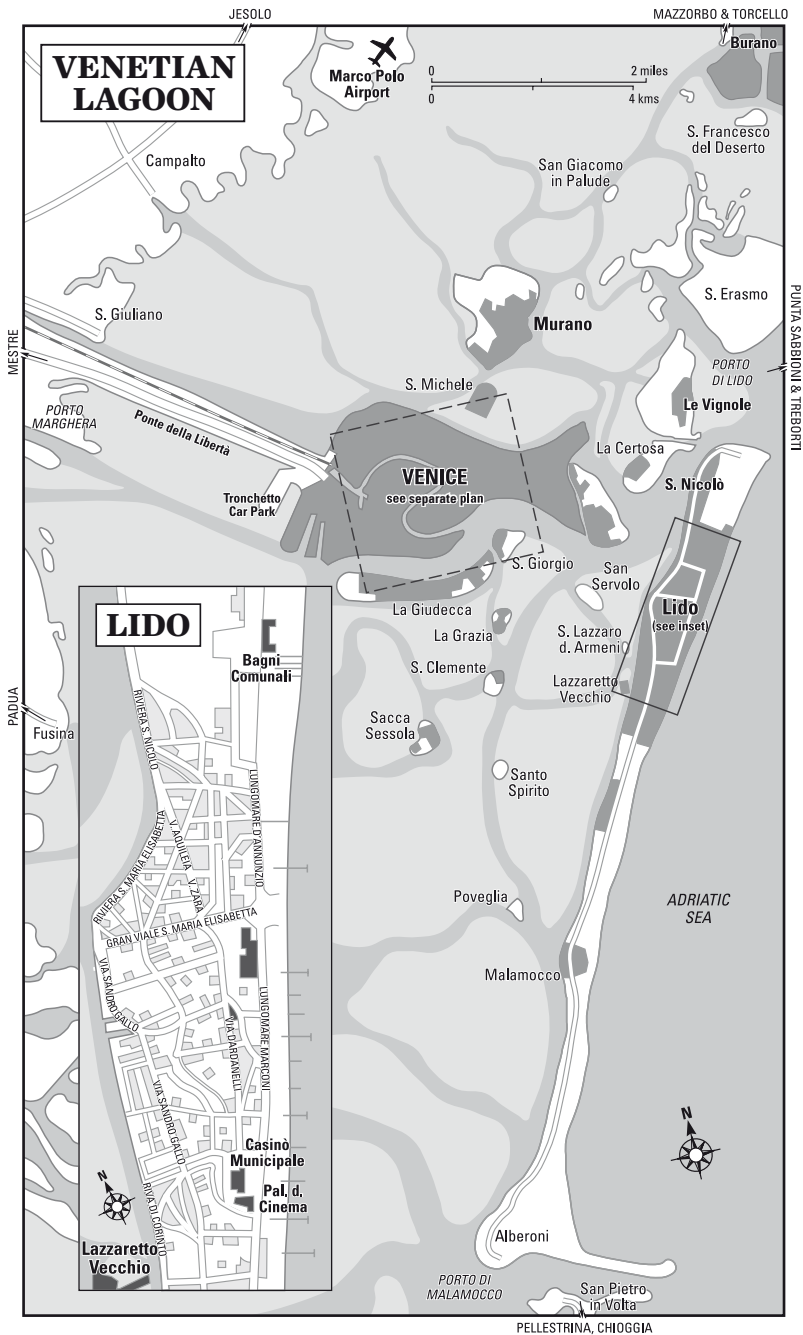 JESOLO
MAZZORBO & TORCELLO
VENETIAN
LAGOON
Marco Polo
Airport
0 2 miles
0 4 kms
Burano
S. Francesco
del Deserto
Campalto
San Giacomo
in Palude
S. Giuliano
Murano
S. Erasmo
MESTRE
PUNTA SABBIONI & TREBORTI
PORTO
DI LIDO
S. Michele
PORTO
MARGHERA
Ponte della Libertà
Le Vignole
La Certosa
VENICE
see separate plan
S. Nicolò
Tronchetto
Car Park
S. Giorgio
San
Servolo
La Giudecca
Lido
(see inset)
La Grazia
S. Lazzaro
d. Armeni
S. Clemente
Lazzaretto
Vecchio
PADUA
Fusina
Sacca
Sessola
Santo
Spirito
Poveglia
ADRIATIC
SEA
Malamocco
N
Alberoni
PORTO DI
MALAMOCCO
San Pietro
in Volta
PELLESTRINA, CHIOGGIA
LIDO
Bagni
Comunali
RIVIERA S. NICOLO
LUNGOMARE D'ANNUNZIO
RIVIERA S. MARIA ELISABETTA
V. AQUILEIA
V. ZARA
GRAN VIALE S. MARIA ELISABETTA
VIA SANDRO GALLO
LUNGOMARE MARCONI
VIA DARDANELLI
VIA SANDRO GALLO
Casinò
Municipale
Pal. d.
Cinema
N
RIVA DI CORINTO
Lazzaretto
Vecchio